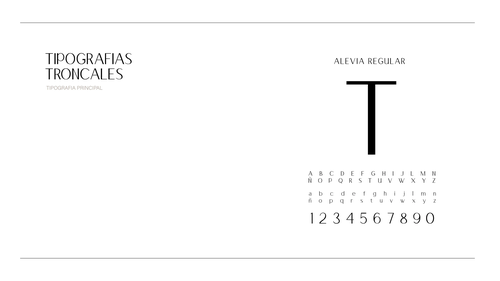 TIPOGRAFIAS
TRONCALES
TIPOGRAFIA PRINCIPAL
ALEVIA REGULAR
T
A B C D E F G H I J L M N
Ñ O P Q R S T U V W X Y Z
a b c d e f g h i j l m n
ñ o p q r s t u v w x y z
1 2 3 4 5 6 7 8 9 0